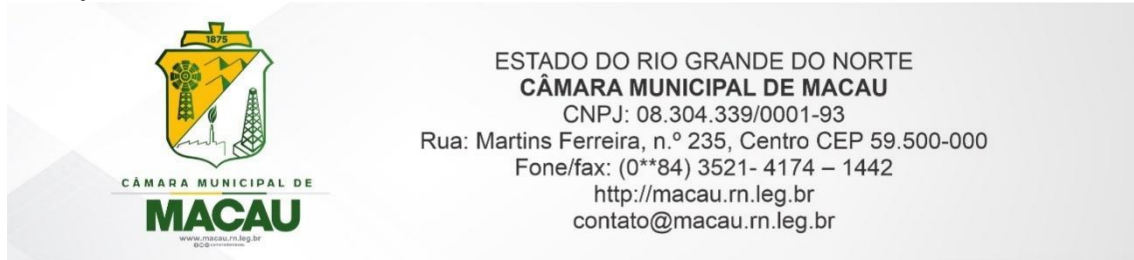 1875
CÂMARA MUNICIPAL DE
MACAU
www.macau.rn.leg.br
ESTADO DO RIO GRANDE DO NORTE
CÂMARA MUNICIPAL DE MACAU
CNPJ: 08.304.339/0001-93
Rua: Martins Ferreira, n.º 235, Centro CEP 59.500-000
Fone/fax: (0**84) 3521- 4174 – 1442
http://macau.rn.leg.br
contato@macau.rn.leg.br